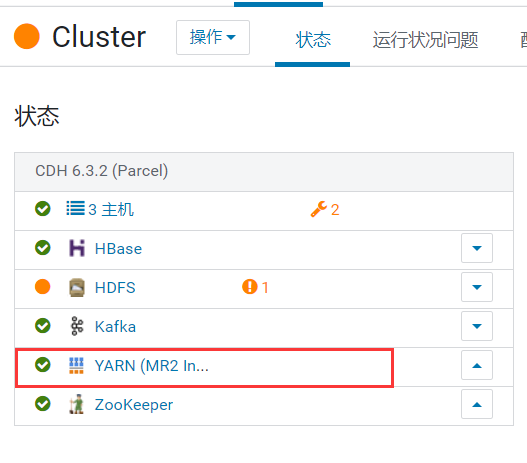 Cluster 操作 状态 运行状况问题
状态
CDH 6.3.2 (Parcel)
3 主机 2
HBase
HDFS 1
Kafka
YARN (MR2 In...
ZooKeeper